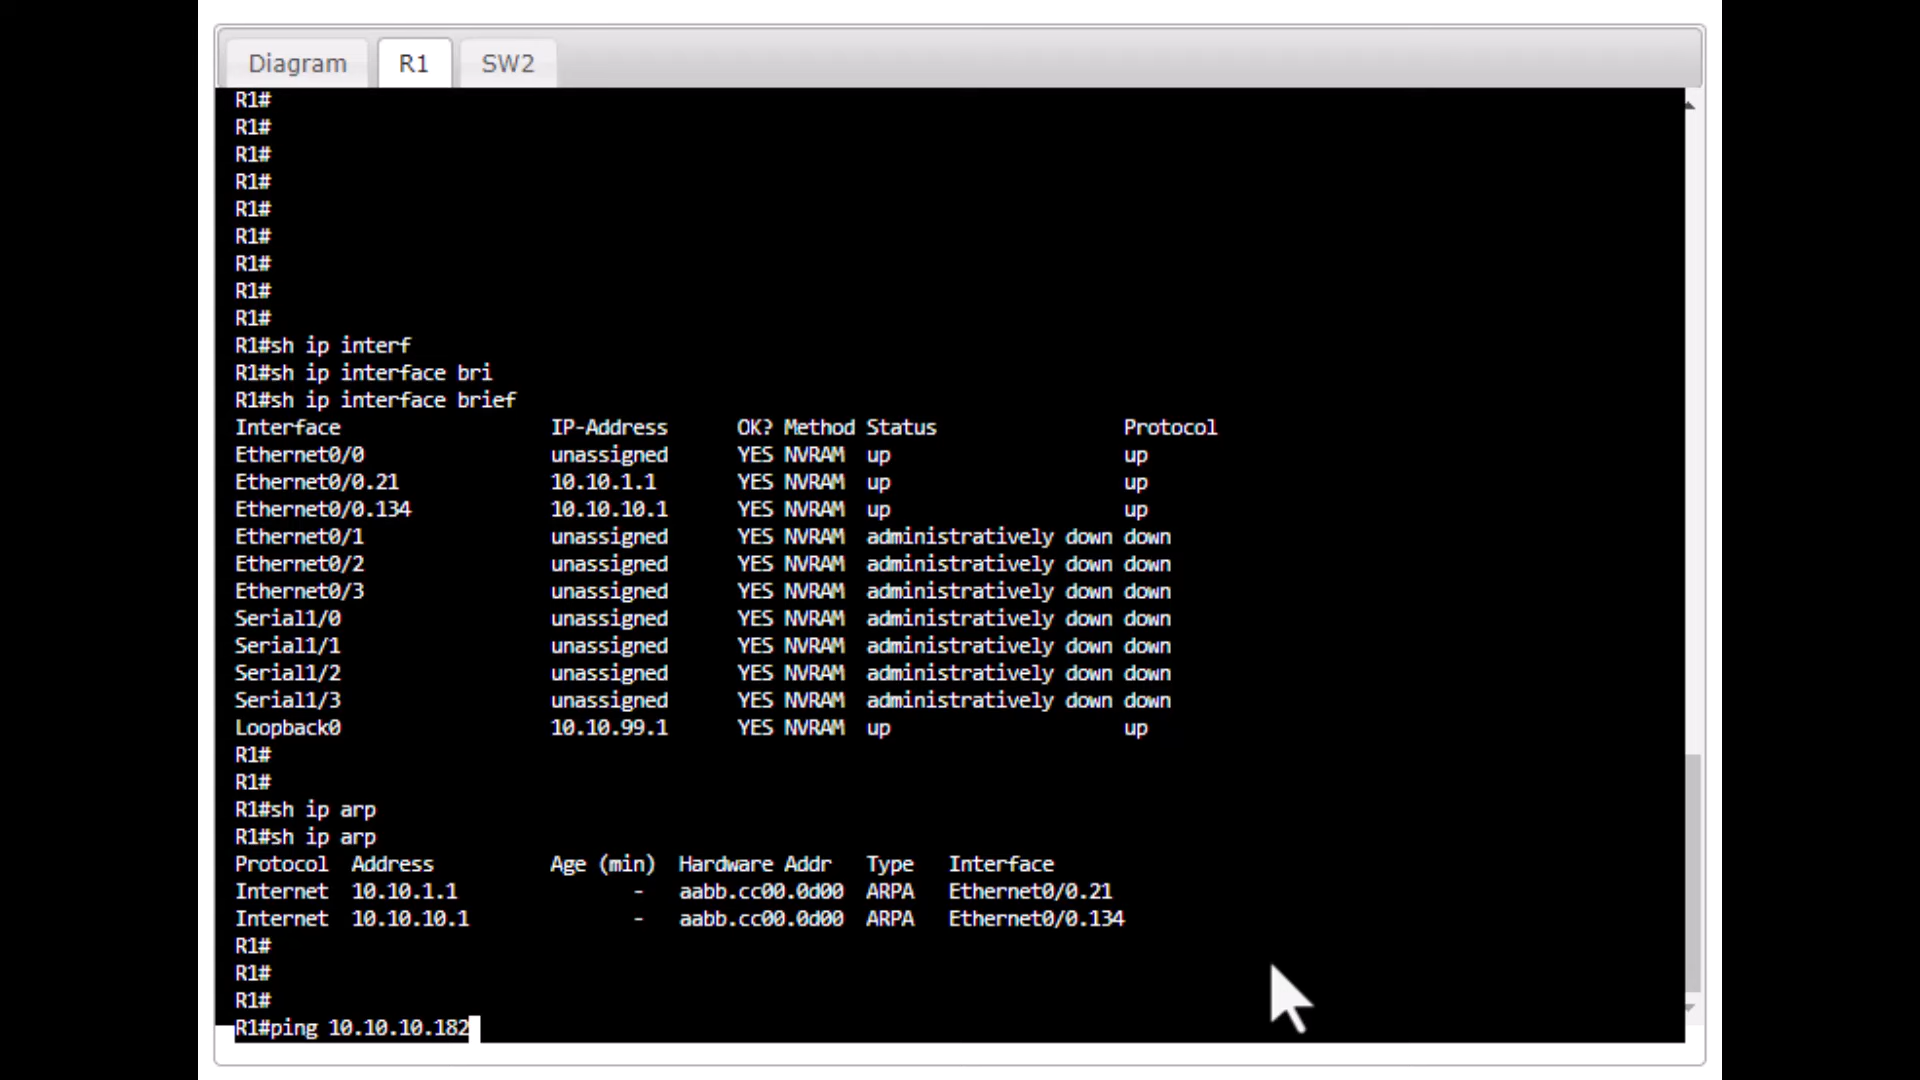 Diagram R1 SW2
R1#
R1#
R1#
R1#
R1#
R1#
R1#
R1#
R1#
R1#sh ip interf
R1#sh ip interface bri
R1#sh ip interface brief
Interface IP-Address OK? Method Status Protocol
Ethernet0/0 unassigned YES NVRAM up up
Ethernet0/0.21 10.10.1.1 YES NVRAM up up
Ethernet0/0.134 10.10.10.1 YES NVRAM up up
Ethernet0/1 unassigned YES NVRAM administratively down down
Ethernet0/2 unassigned YES NVRAM administratively down down
Ethernet0/3 unassigned YES NVRAM administratively down down
Serial1/0 unassigned YES NVRAM administratively down down
Serial1/1 unassigned YES NVRAM administratively down down
Serial1/2 unassigned YES NVRAM administratively down down
Serial1/3 unassigned YES NVRAM administratively down down
Loopback0 10.10.99.1 YES NVRAM up up
R1#
R1#
R1#sh ip arp
R1#sh ip arp
Protocol Address Age (min) Hardware Addr Type Interface
Internet 10.10.1.1 - aabb.cc00.0d00 ARPA Ethernet0/0.21
Internet 10.10.10.1 - aabb.cc00.0d00 ARPA Ethernet0/0.134
R1#
R1#
R1#
R1#ping 10.10.10.182